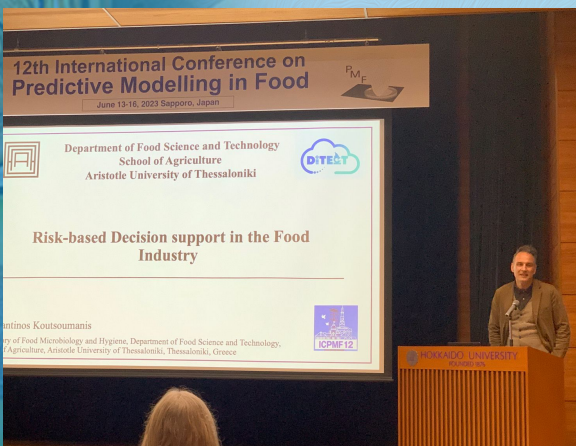 12th International Conference on
Predictive Modelling in Food
June 13-16, 2023 Sapporo, Japan
PMF
Department of Food Science and Technology
School of Agriculture
Aristotle University of Thessaloniki
DiTECT
Risk-based Decision support in the Food
Industry
antinos Koutsoumanis
ry of Food Microbiology and Hygiene, Department of Food Science and Technology,
f Agriculture, Aristotle University of Thessaloniki, Thessaloniki, Greece
ICPMF12
HOKKAIDO UNIVERSITY
FOUNDED 1876